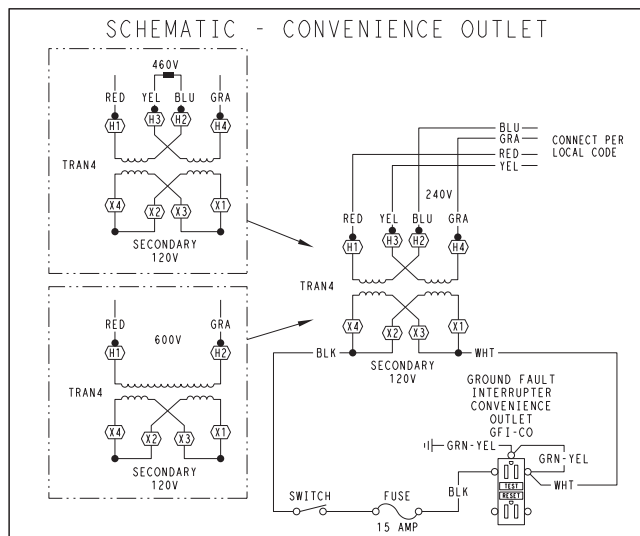 SCHEMATIC - CONVENIENCE OUTLET
460V
RED YEL BLU GRA
H1 H3 H2 H4
TRAN4
X4 X2 X3 X1
SECONDARY
120V
RED GRA
600V
H1 H2
TRAN4
X4 X2 X3 X1
SECONDARY
120V
BLU
GRA
RED
YEL
CONNECT PER
LOCAL CODE
240V
RED YEL BLU GRA
H1 H3 H2 H4
TRAN4
X4 X2 X3 X1
BLK WHT
SECONDARY
120V
GROUND FAULT
INTERRUPTER
CONVENIENCE
OUTLET
GFI-CO
GRN-YEL
GRN-YEL
WHT
TEST
RESET
BLK
SWITCH FUSE
15 AMP